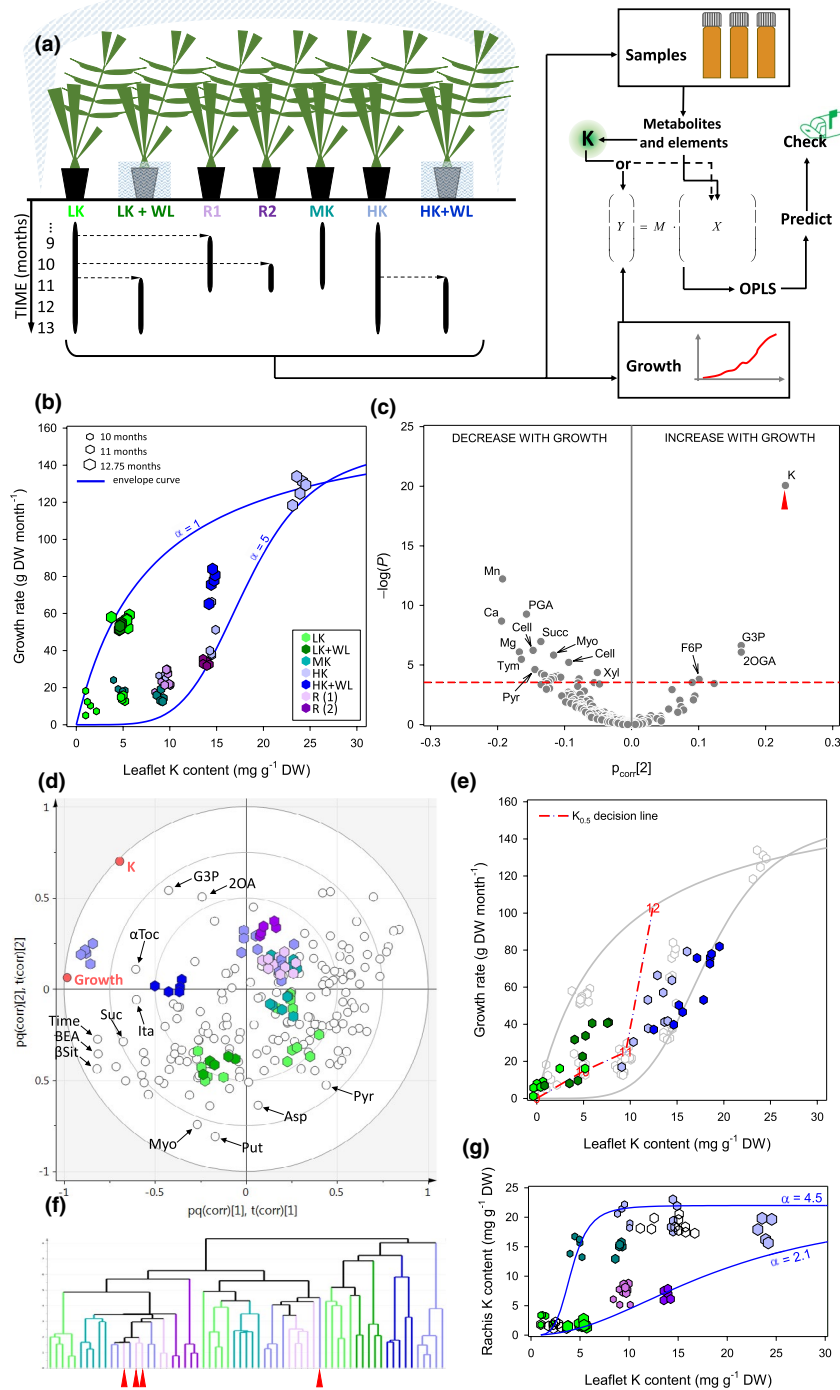 (a)
Samples
Metabolites
and elements
K
or
Check
Y = M · X
Predict
OPLS
Growth
LK
LK + WL
R1
R2
MK
HK
HK+WL
TIME (months)
⋮
9
10
11
12
13
(b)
160
140
120
100
80
60
40
20
0
0 5 10 15 20 25 30
Growth rate (g DW month⁻¹)
Leaflet K content (mg g⁻¹ DW)
10 months
11 months
12.75 months
envelope curve
α = 1
α = 5
LK
LK+WL
MK
HK
HK+WL
R (1)
R (2)
(c)
DECREASE WITH GROWTH
INCREASE WITH GROWTH
25
20
15
10
5
0
−log(P)
-0.3 -0.2 -0.1 0.0 0.1 0.2 0.3
pcorr[2]
K
Mn
Ca
PGA
Cell
Succ
Mg
Myo
Tym
Cell
Pyr
Xyl
F6P
G3P
2OGA
(d)
1
0.5
0
-0.5
-1
-1 -0.5 0 0.5 1
pq(corr)[2], t(corr)[2]
pq(corr)[1], t(corr)[1]
K
G3P
2OA
αToc
Growth
Time
BEA
βSit
Suc
Ita
Myo
Put
Asp
Pyr
(e)
K0.5 decision line
160
140
120
100
80
60
40
20
0
0 5 10 15 20 25 30
Growth rate (g DW month⁻¹)
Leaflet K content (mg g⁻¹ DW)
12
11
(f)
(g)
25
20
15
10
5
0
0 5 10 15 20 25 30
Rachis K content (mg g⁻¹ DW)
Leaflet K content (mg g⁻¹ DW)
α = 4.5
α = 2.1